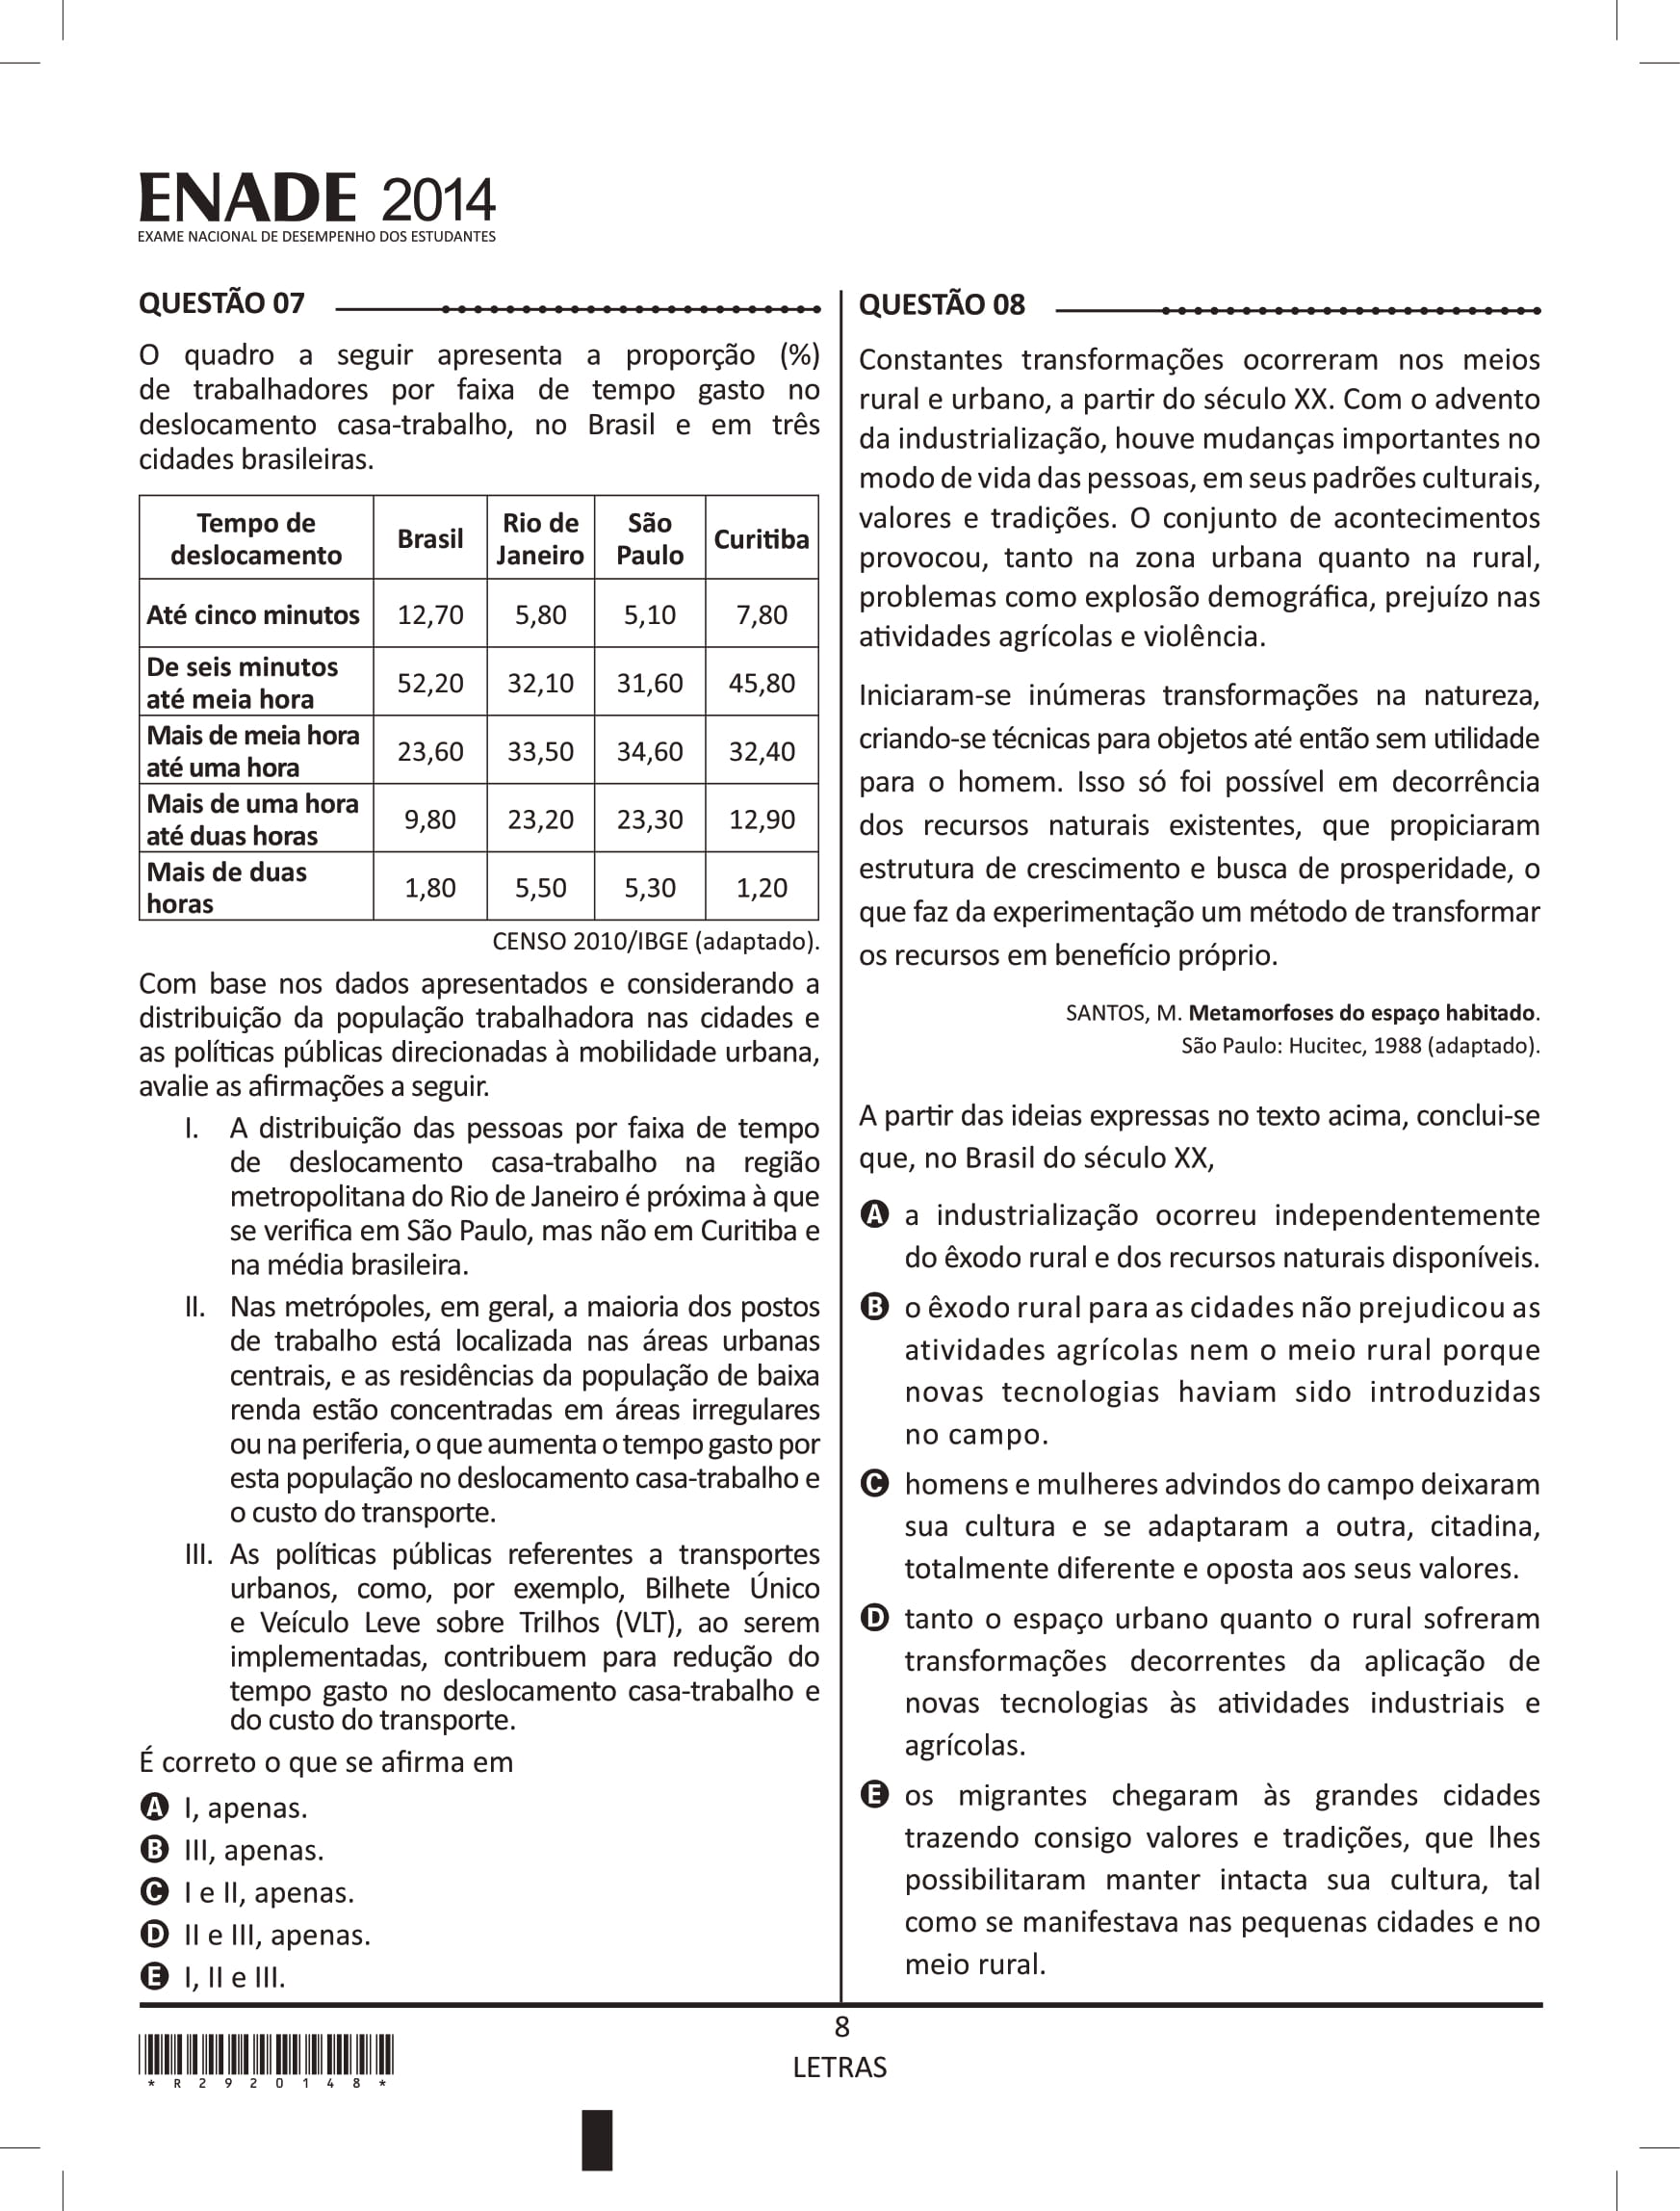 ENADE 2014
EXAME NACIONAL DE DESEMPENHO DOS ESTUDANTES
QUESTÃO 07
O quadro a seguir apresenta a proporção (%)
de trabalhadores por faixa de tempo gasto no
deslocamento casa-trabalho, no Brasil e em três
cidades brasileiras.
Tempo de
deslocamento
Brasil
Rio de
Janeiro
São
Paulo
Curitiba
Até cinco minutos 12,70 5,80 5,10 7,80
De seis minutos
até meia hora
52,20 32,10 31,60 45,80
Mais de meia hora
até uma hora
23,60 33,50 34,60 32,40
Mais de uma hora
até duas horas
9,80 23,20 23,30 12,90
Mais de duas
horas
1,80 5,50 5,30 1,20
CENSO 2010/IBGE (adaptado).
Com base nos dados apresentados e considerando a
distribuição da população trabalhadora nas cidades e
as políticas públicas direcionadas à mobilidade urbana,
avalie as afirmações a seguir.
I. A distribuição das pessoas por faixa de tempo
de deslocamento casa-trabalho na região
metropolitana do Rio de Janeiro é próxima à que
se verifica em São Paulo, mas não em Curitiba e
na média brasileira.
II. Nas metrópoles, em geral, a maioria dos postos
de trabalho está localizada nas áreas urbanas
centrais, e as residências da população de baixa
renda estão concentradas em áreas irregulares
ou na periferia, o que aumenta o tempo gasto por
esta população no deslocamento casa-trabalho e
o custo do transporte.
III. As políticas públicas referentes a transportes
urbanos, como, por exemplo, Bilhete Único
e Veículo Leve sobre Trilhos (VLT), ao serem
implementadas, contribuem para redução do
tempo gasto no deslocamento casa-trabalho e
do custo do transporte.
É correto o que se afirma em
A I, apenas.
B III, apenas.
C I e II, apenas.
D II e III, apenas.
E I, II e III.
QUESTÃO 08
Constantes transformações ocorreram nos meios
rural e urbano, a partir do século XX. Com o advento
da industrialização, houve mudanças importantes no
modo de vida das pessoas, em seus padrões culturais,
valores e tradições. O conjunto de acontecimentos
provocou, tanto na zona urbana quanto na rural,
problemas como explosão demográfica, prejuízo nas
atividades agrícolas e violência.
Iniciaram-se inúmeras transformações na natureza,
criando-se técnicas para objetos até então sem utilidade
para o homem. Isso só foi possível em decorrência
dos recursos naturais existentes, que propiciaram
estrutura de crescimento e busca de prosperidade, o
que faz da experimentação um método de transformar
os recursos em benefício próprio.
SANTOS, M. Metamorfoses do espaço habitado.
São Paulo: Hucitec, 1988 (adaptado).
A partir das ideias expressas no texto acima, conclui-se
que, no Brasil do século XX,
A a industrialização ocorreu independentemente
do êxodo rural e dos recursos naturais disponíveis.
B o êxodo rural para as cidades não prejudicou as
atividades agrícolas nem o meio rural porque
novas tecnologias haviam sido introduzidas
no campo.
C homens e mulheres advindos do campo deixaram
sua cultura e se adaptaram a outra, citadina,
totalmente diferente e oposta aos seus valores.
D tanto o espaço urbano quanto o rural sofreram
transformações decorrentes da aplicação de
novas tecnologias às atividades industriais e
agrícolas.
E os migrantes chegaram às grandes cidades
trazendo consigo valores e tradições, que lhes
possibilitaram manter intacta sua cultura, tal
como se manifestava nas pequenas cidades e no
meio rural.
8
LETRAS
* R 2 9 2 0 1 4 8 *